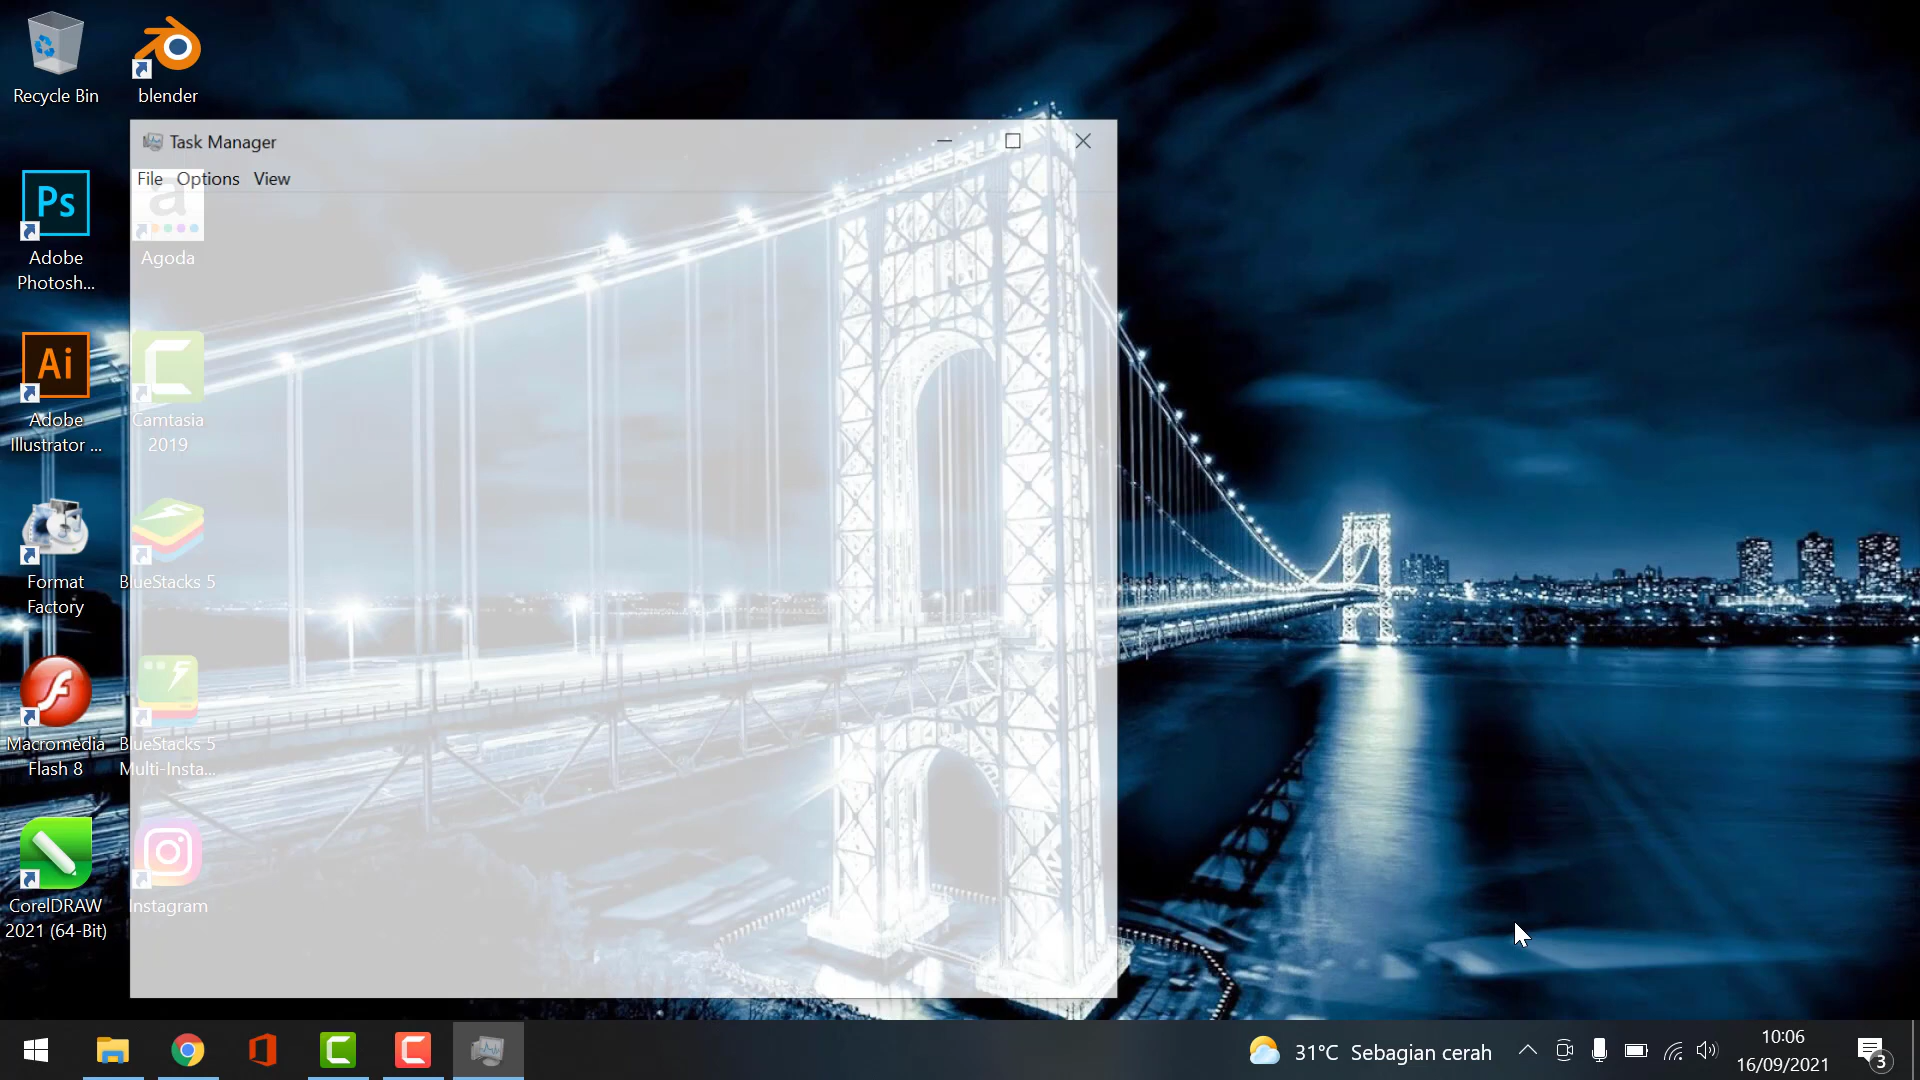 Recycle Bin
blender
Task Manager
File Options View
Ps
Adobe
Photosh...
a
Agoda
Ai
Adobe
Illustrator ...
Camtasia
2019
Format
Factory
BlueStacks 5
Macromedia
Flash 8
BlueStacks 5
Multi-Insta...
CorelDRAW
2021 (64-Bit)
Instagram
31°C Sebagian cerah
10:06
16/09/2021
3